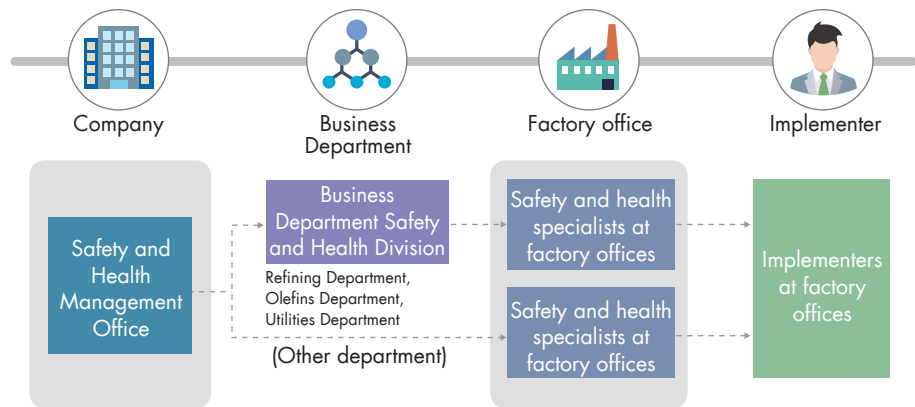 Company
Business
Department
Factory office
Implementer
Safety and
Health
Management
Office
Business
Department Safety
and Health Division
Refining Department,
Olefins Department,
Utilities Department
(Other department)
Safety and health
specialists at
factory offices
Safety and health
specialists at
factory offices
Implementers
at factory
offices